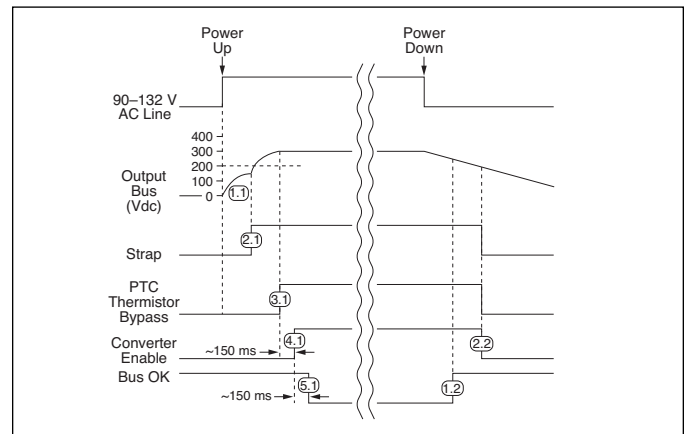 Power
Up
Power
Down
90–132 V
AC Line
400
300
200
100
0
Output
Bus
(Vdc)
1.1
2.1
Strap
PTC
Thermistor
Bypass
3.1
Converter
Enable
4.1
2.2
~150 ms
Bus OK
5.1
1.2
~150 ms